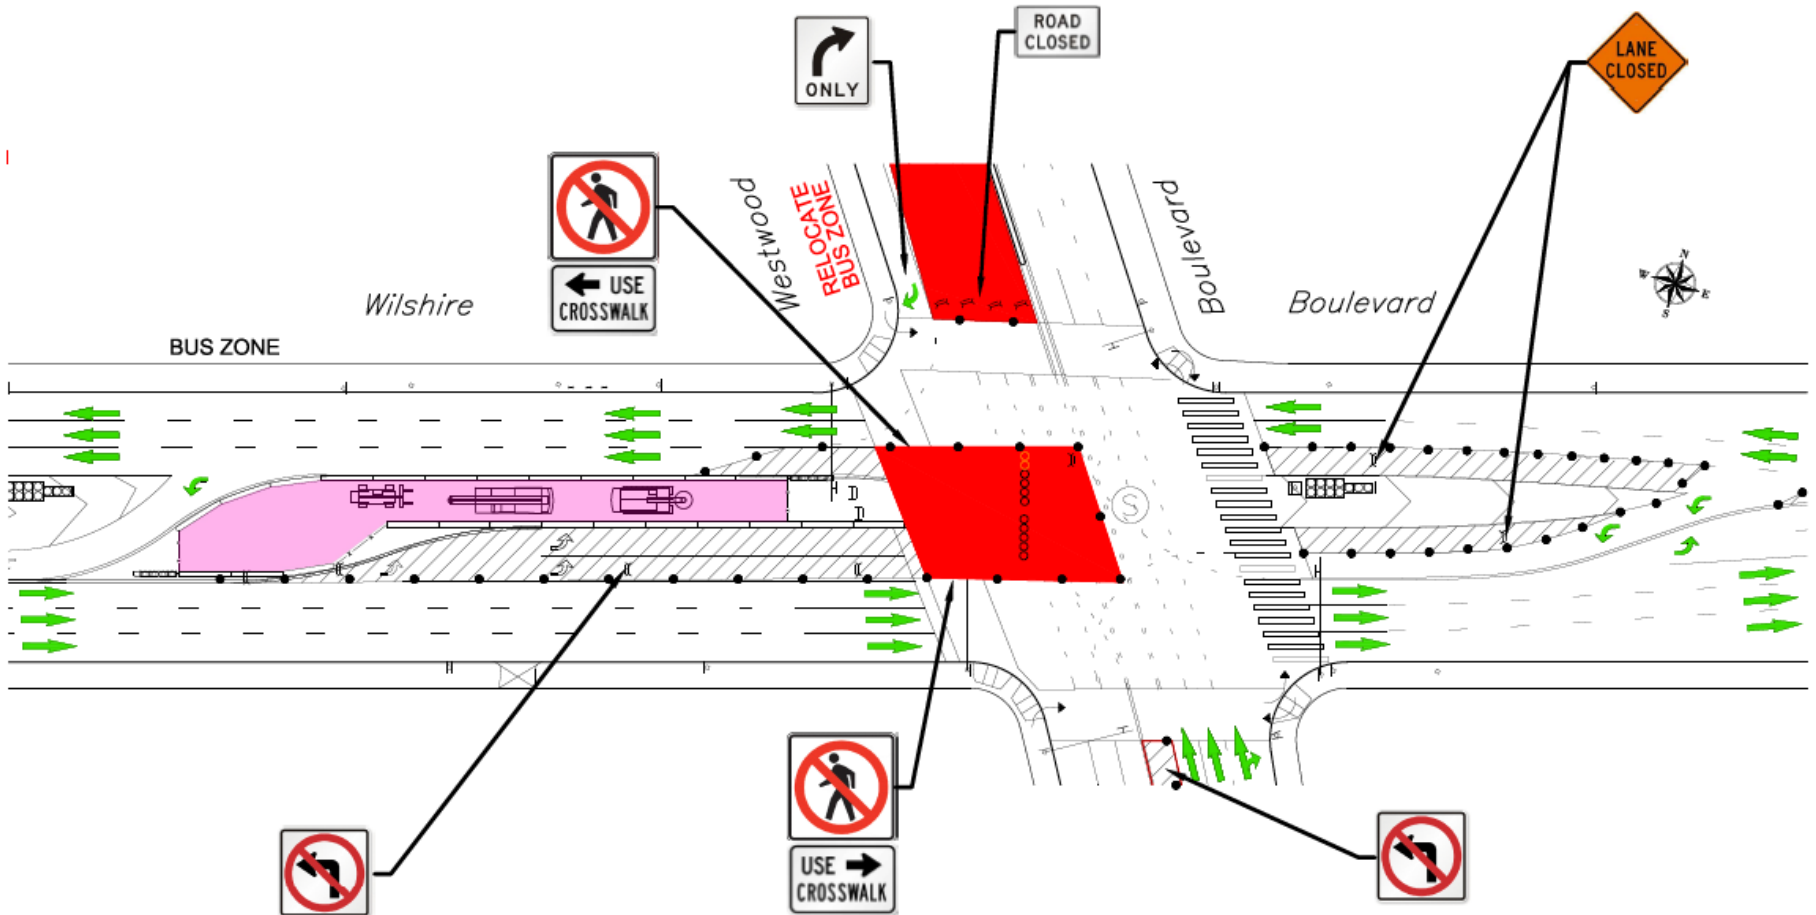 ONLY
ROAD
CLOSED
LANE
CLOSED
USE
CROSSWALK
Westwood
RELOCATE
BUS ZONE
Boulevard
Wilshire
Boulevard
N
W
E
S
BUS ZONE
S
USE
CROSSWALK